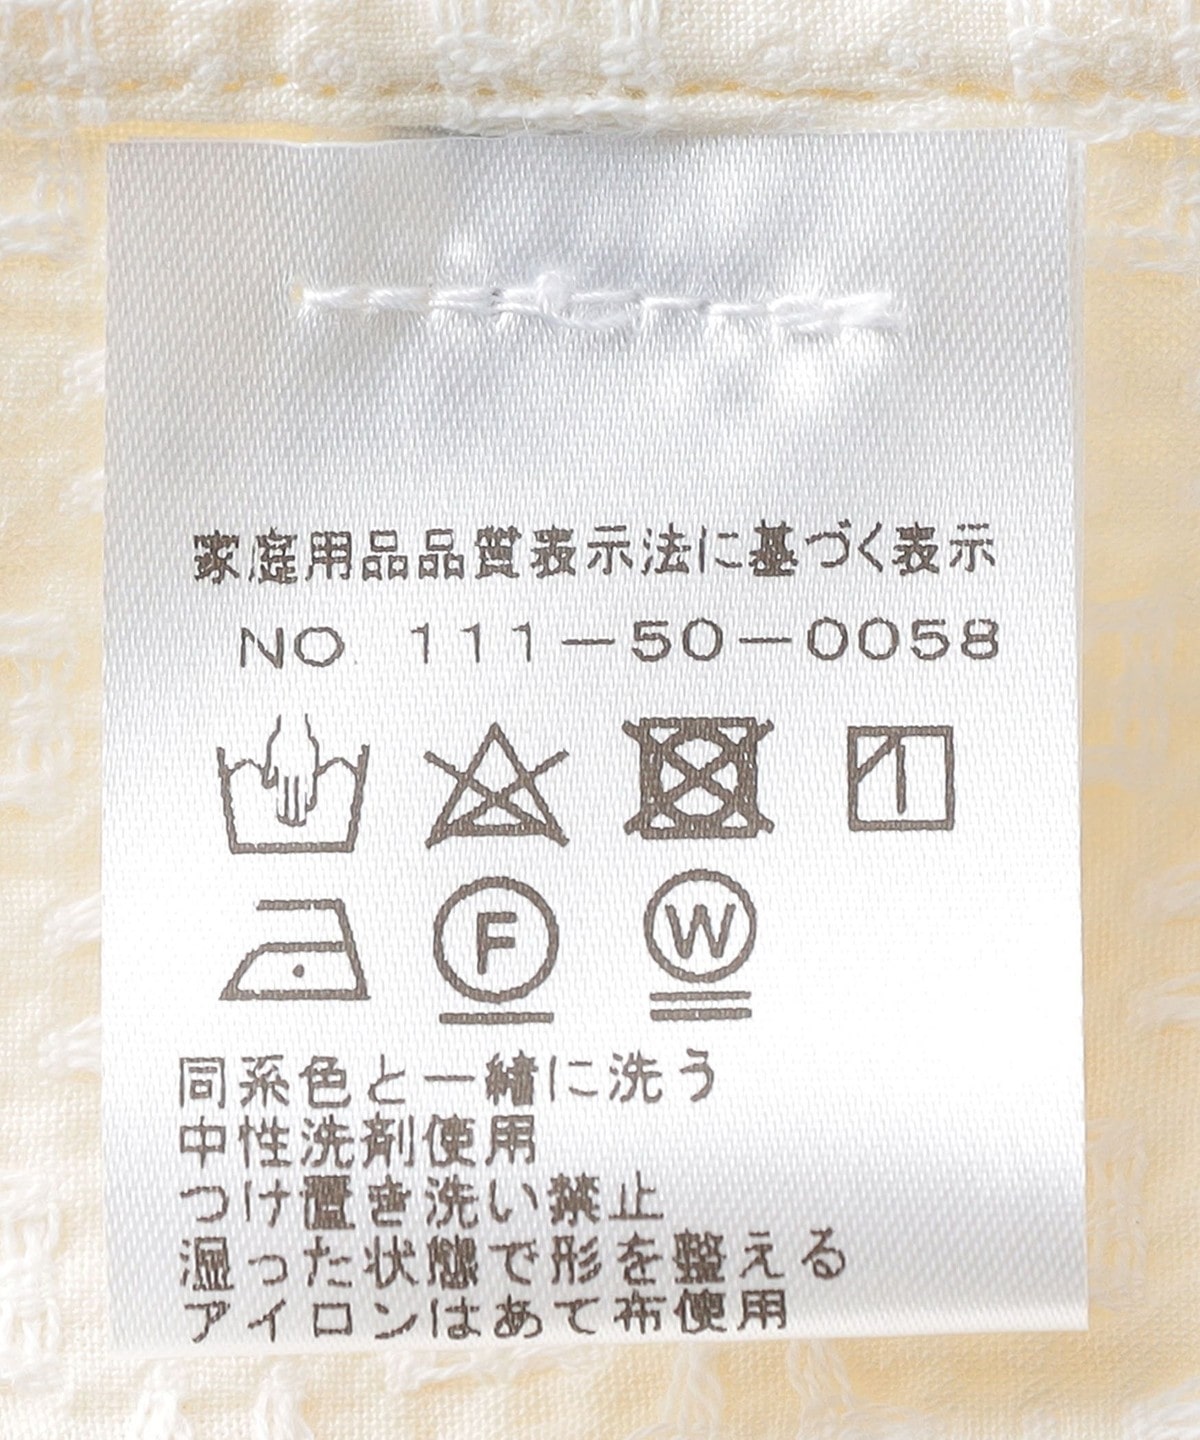 家庭用品品質表示法に基づく表示
NO 111-50-0058
F W
同系色と一緒に洗う
中性洗剤使用
つけ置き洗い禁止
湿った状態で形を整える
アイロンはあて布使用